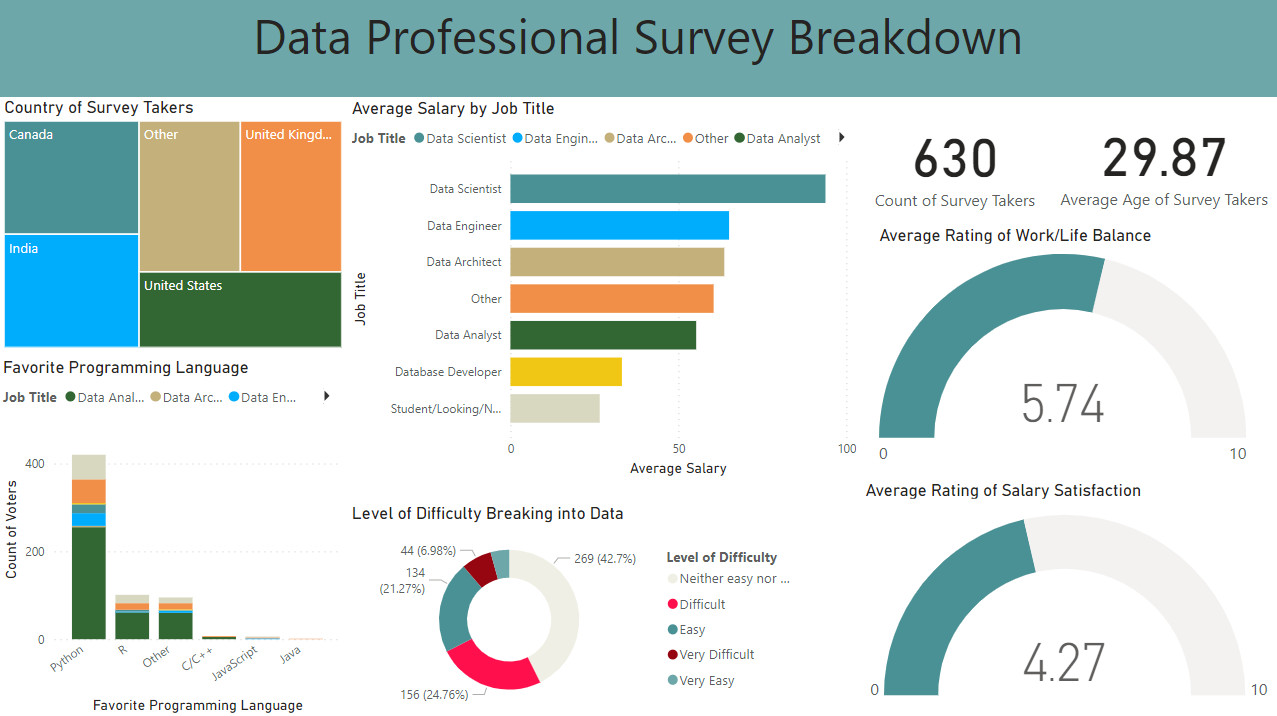 Data Professional Survey Breakdown
Country of Survey Takers
Canada
Other
United Kingd...
India
United States
Average Salary by Job Title
Job Title
Data Scientist
Data Engin...
Data Arc...
Other
Data Analyst
Job Title
Data Scientist
Data Engineer
Data Architect
Other
Data Analyst
Database Developer
Student/Looking/N...
0
50
100
Average Salary
630
Count of Survey Takers
29.87
Average Age of Survey Takers
Average Rating of Work/Life Balance
5.74
0
10
Favorite Programming Language
Job Title
Data Anal...
Data Arc...
Data En...
Count of Voters
400
200
0
Python
R
Other
C/C++
JavaScript
Java
Favorite Programming Language
Level of Difficulty Breaking into Data
44 (6.98%)
134
(21.27%)
156 (24.76%)
269 (42.7%)
Level of Difficulty
Neither easy nor ...
Difficult
Easy
Very Difficult
Very Easy
Average Rating of Salary Satisfaction
4.27
0
10